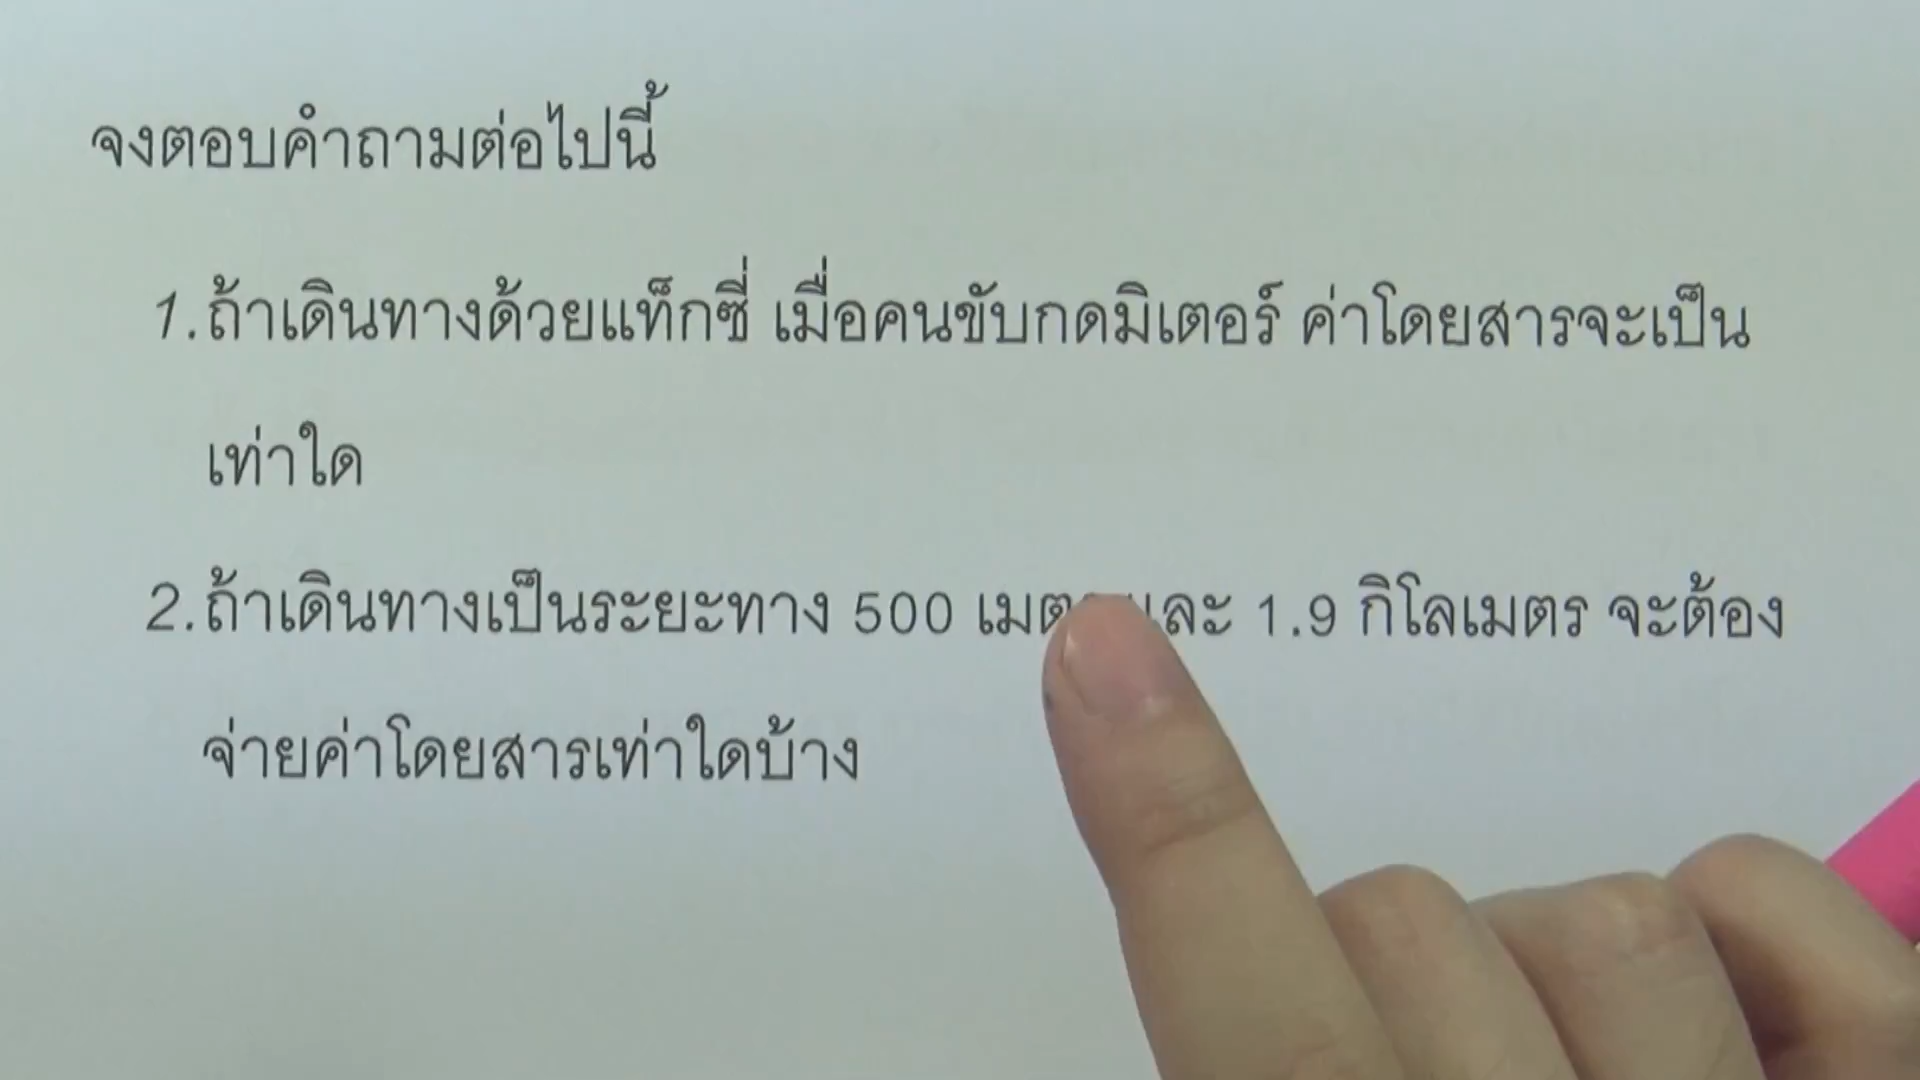 จงตอบคำถามต่อไปนี้
1.ถ้าเดินทางด้วยแท็กซี่ เมื่อคนขับกดมิเตอร์ ค่าโดยสารจะเป็น
เท่าใด
2.ถ้าเดินทางเป็นระยะทาง 500 เมตร และ 1.9 กิโลเมตร จะต้อง
จ่ายค่าโดยสารเท่าใดบ้าง